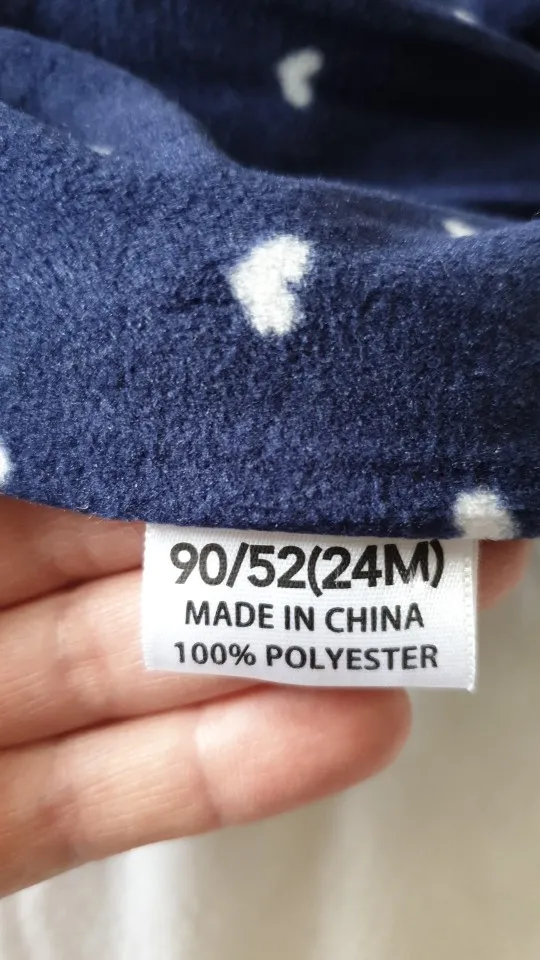 90/52(24M)
MADE IN CHINA
100% POLYESTER